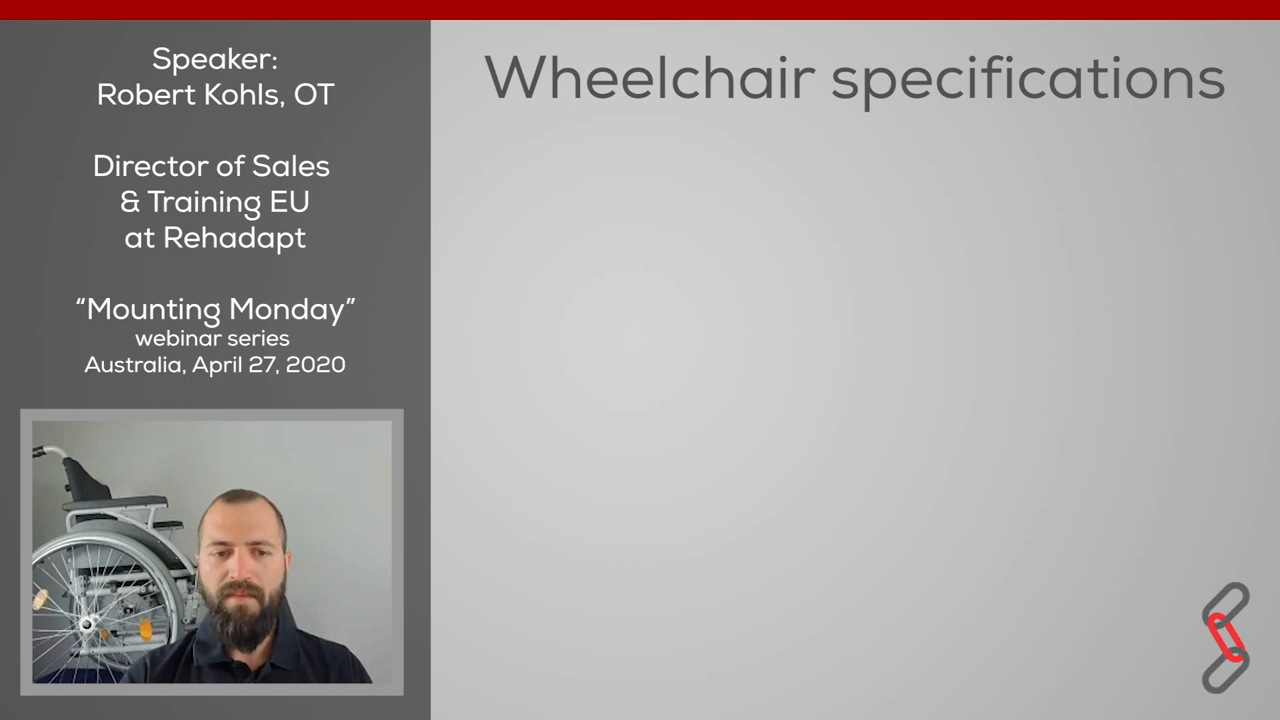 Speaker:
Robert Kohls, OT
Director of Sales
& Training EU
at Rehadapt
“Mounting Monday”
webinar series
Australia, April 27, 2020
Wheelchair specifications